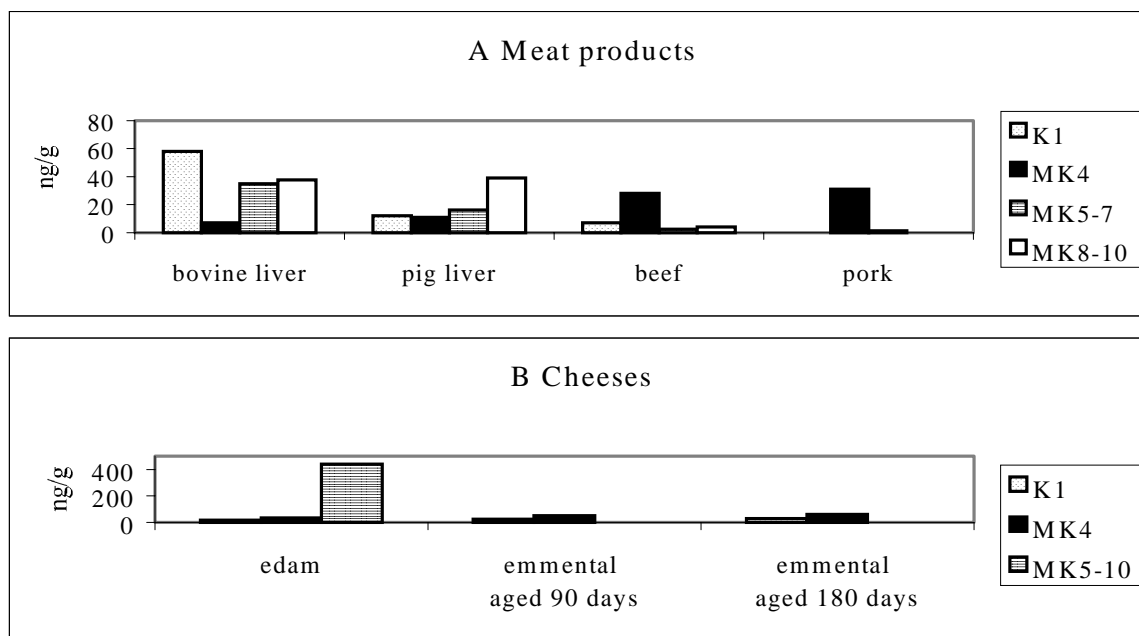 A Meat products
ng/g
80
60
40
20
0
bovine liver
pig liver
beef
pork
K1
MK4
MK5-7
MK8-10
B Cheeses
ng/g
400
200
0
edam
emmental
aged 90 days
emmental
aged 180 days
K1
MK4
MK5-10